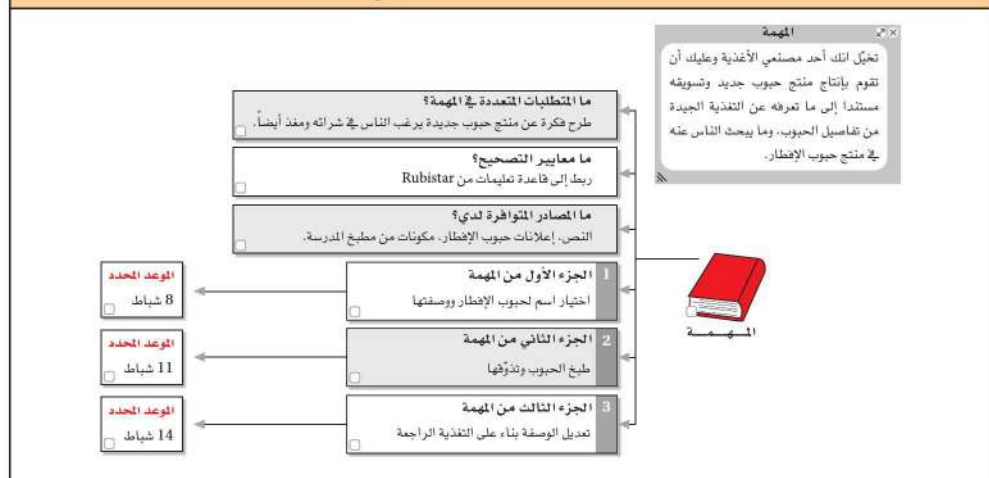 المهمة
تخيّل انك أحد مصنعي الأغذية وعليك أن
تقوم بإنتاج منتج حبوب جديد وتسويقه
مستندا إلى ما تعرفه عن التغذية الجيدة
من تفاصيل الحبوب، وما يبحث الناس عنه
في منتج حبوب الإفطار.
ما المتطلبات المتعددة في المهمة؟
طرح فكرة عن منتج حبوب جديدة يرغب الناس في شرائه ومغذ أيضاً.
ما معايير التصحيح؟
ربط إلى قاعدة تعليمات من Rubistar
ما المصادر المتوافرة لدي؟
النص، إعلانات حبوب الإفطار، مكونات من مطبخ المدرسة.
المهمة
1 الجزء الأول من المهمة
اختيار اسم لحبوب الإفطار ووصفتها
الموعد المحدد
8 شباط
2 الجزء الثاني من المهمة
طبخ الحبوب وتذوّقها
الموعد المحدد
11 شباط
3 الجزء الثالث من المهمة
تعديل الوصفة بناء على التغذية الراجعة
الموعد المحدد
14 شباط